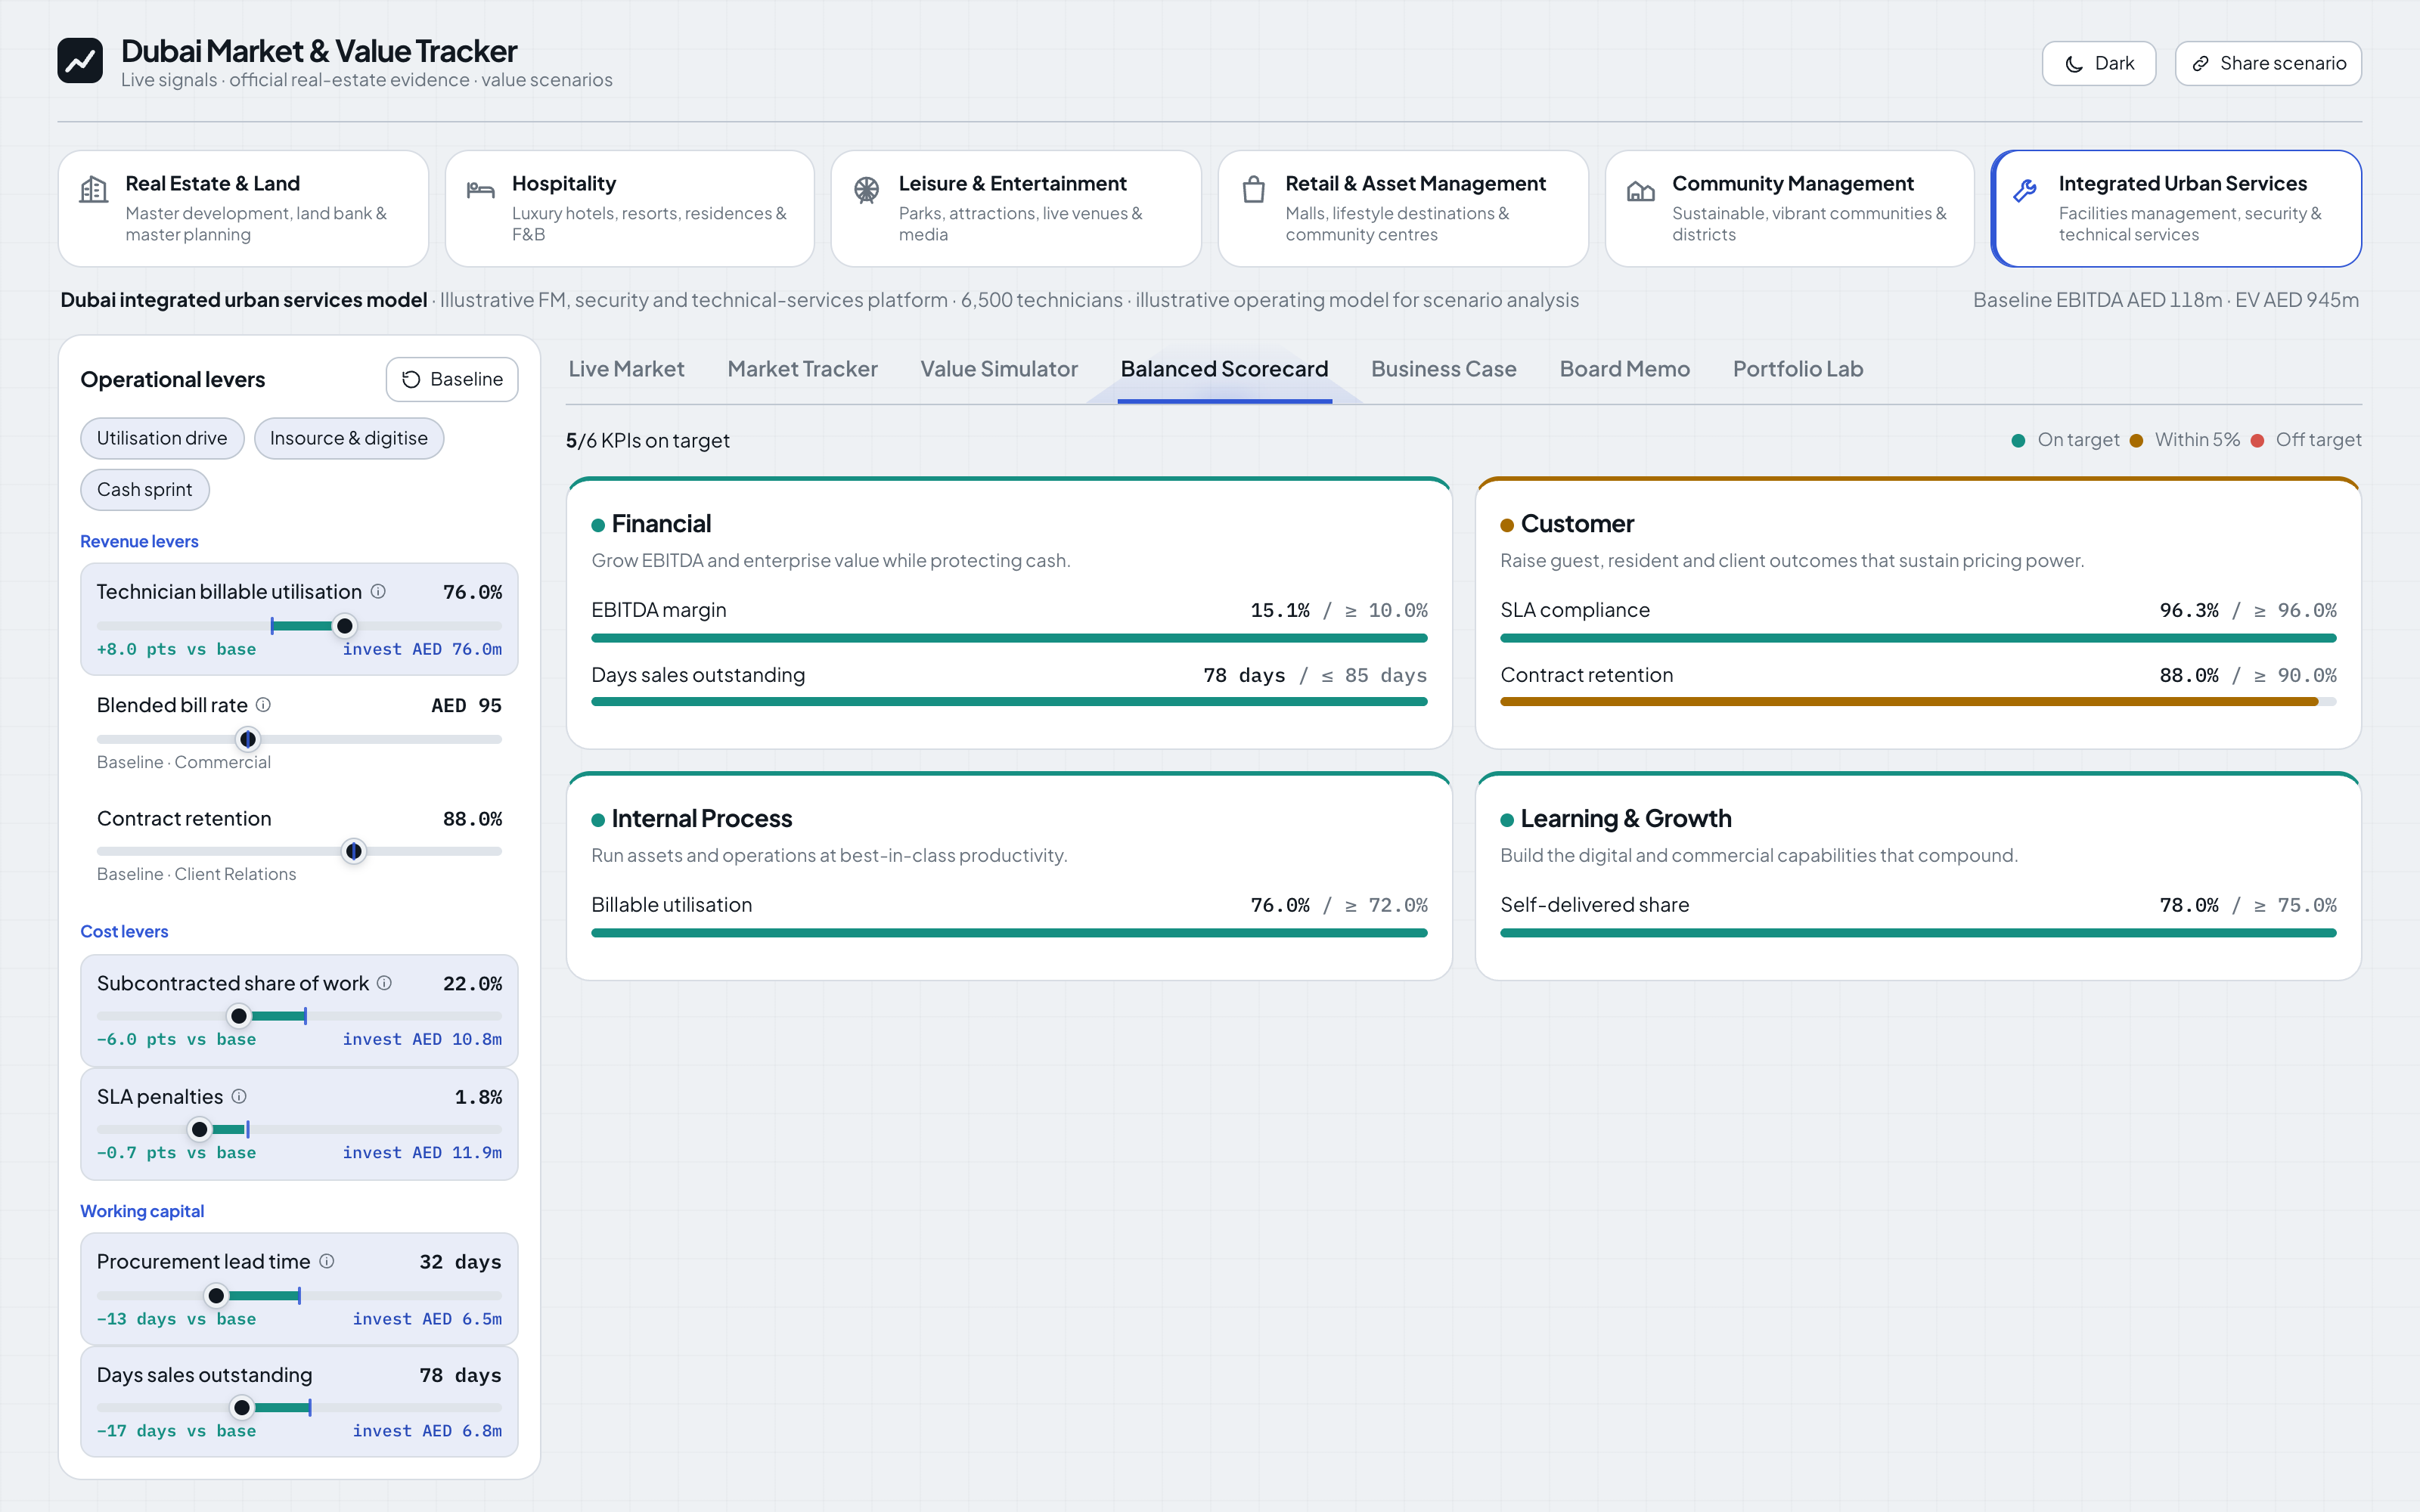 Dubai Market & Value Tracker
Live signals · official real-estate evidence · value scenarios
Dark
Share scenario
Real Estate & Land
Master development, land bank &
master planning
Hospitality
Luxury hotels, resorts, residences &
F&B
Leisure & Entertainment
Parks, attractions, live venues &
media
Retail & Asset Management
Malls, lifestyle destinations &
community centres
Community Management
Sustainable, vibrant communities &
districts
Integrated Urban Services
Facilities management, security &
technical services
Dubai integrated urban services model · Illustrative FM, security and technical-services platform · 6,500 technicians · illustrative operating model for scenario analysis
Baseline EBITDA AED 118m · EV AED 945m
Operational levers
Baseline
Utilisation drive
Insource & digitise
Cash sprint
Revenue levers
Technician billable utilisation 76.0%
+8.0 pts vs base invest AED 76.0m
Blended bill rate AED 95
Baseline · Commercial
Contract retention 88.0%
Baseline · Client Relations
Cost levers
Subcontracted share of work 22.0%
−6.0 pts vs base invest AED 10.8m
SLA penalties 1.8%
−0.7 pts vs base invest AED 11.9m
Working capital
Procurement lead time 32 days
−13 days vs base invest AED 6.5m
Days sales outstanding 78 days
−17 days vs base invest AED 6.8m
Live Market
Market Tracker
Value Simulator
Balanced Scorecard
Business Case
Board Memo
Portfolio Lab
5/6 KPIs on target
On target
Within 5%
Off target
Financial
Grow EBITDA and enterprise value while protecting cash.
EBITDA margin 15.1% / ≥ 10.0%
Days sales outstanding 78 days / ≤ 85 days
Customer
Raise guest, resident and client outcomes that sustain pricing power.
SLA compliance 96.3% / ≥ 96.0%
Contract retention 88.0% / ≥ 90.0%
Internal Process
Run assets and operations at best-in-class productivity.
Billable utilisation 76.0% / ≥ 72.0%
Learning & Growth
Build the digital and commercial capabilities that compound.
Self-delivered share 78.0% / ≥ 75.0%